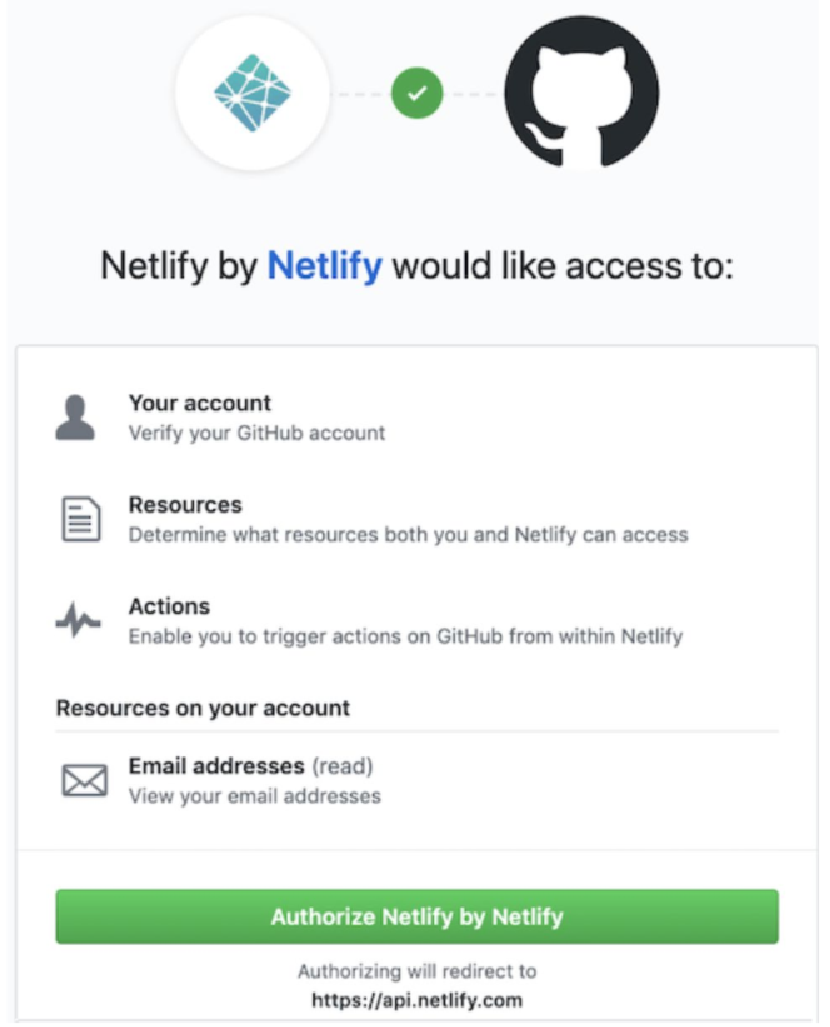 Netlify by Netlify would like access to:
Your account
Verify your GitHub account
Resources
Determine what resources both you and Netlify can access
Actions
Enable you to trigger actions on GitHub from within Netlify
Resources on your account
Email addresses (read)
View your email addresses
Authorize Netlify by Netlify
Authorizing will redirect to
https://api.netlify.com